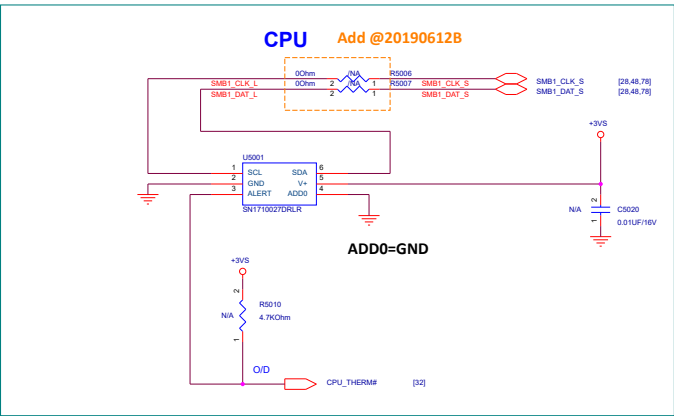 CPU Add @20190612B
0Ohm /NA R5006
SMB1_CLK_L 0Ohm 2 /NA 1 R5007 SMB1_CLK_S
SMB1_DAT_L 2 1 SMB1_DAT_S
SMB1_CLK_S [28,48,78]
SMB1_DAT_S [28,48,78]
+3VS
U5001
1 SCL SDA 6
2 GND V+ 5
3 ALERT ADD0 4
SN1710027DRLR
2
N/A C5020
1 0.01UF/16V
ADD0=GND
+3VS
2
R5010
N/A 4.7KOhm
1
O/D
CPU_THERM# [32]